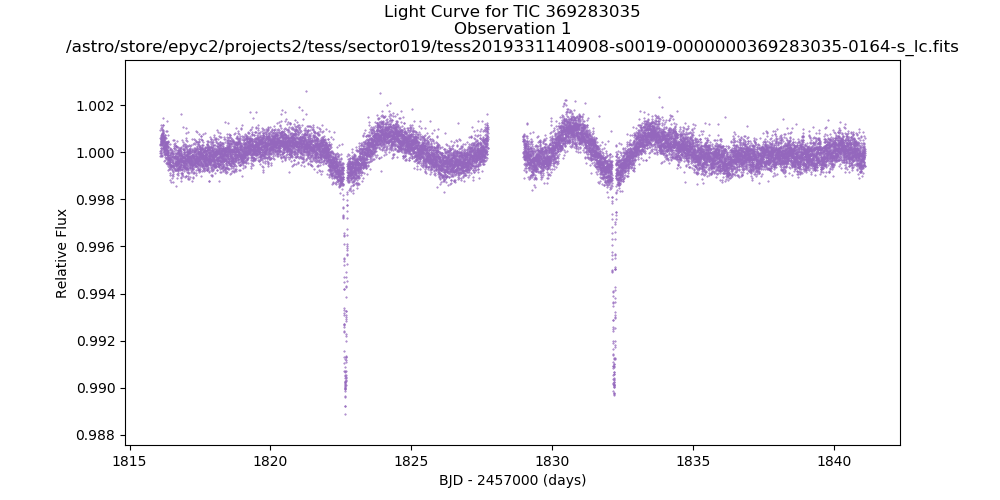 Light Curve for TIC 369283035
Observation 1
/astro/store/epyc2/projects2/tess/sector019/tess2019331140908-s0019-0000000369283035-0164-s_lc.fits
1.002
1.000
0.998
0.996
0.994
0.992
0.990
0.988
Relative Flux
1815
1820
1825
1830
1835
1840
BJD - 2457000 (days)